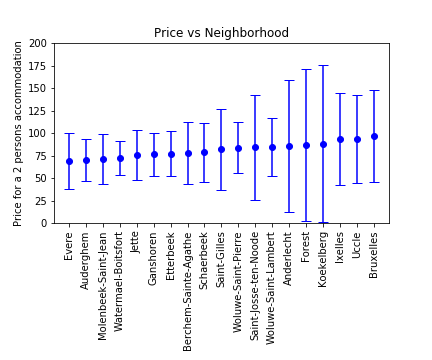 Price vs Neighborhood
Price for a 2 persons accommodation
200
175
150
125
100
75
50
25
0
Evere
Auderghem
Molenbeek-Saint-Jean
Watermael-Boitsfort
Jette
Ganshoren
Etterbeek
Berchem-Sainte-Agathe
Schaerbeek
Saint-Gilles
Woluwe-Saint-Pierre
Saint-Josse-ten-Noode
Woluwe-Saint-Lambert
Anderlecht
Forest
Koekelberg
Ixelles
Uccle
Bruxelles